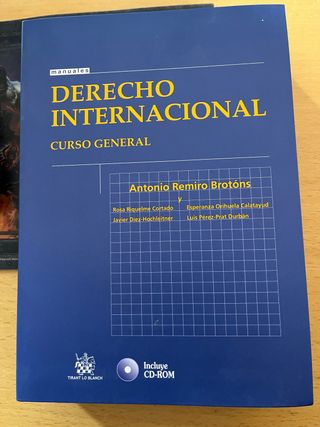 manuales
DERECHO
INTERNACIONAL
CURSO GENERAL
Antonio Remiro Brotóns
y
Rosa Riquelme Cortado Esperanza Orihuela Calatayud
Javier Díez-Hochleitner Luis Pérez-Prat Durbán
TIRANT LO BLANCH
Incluye
CD-ROM